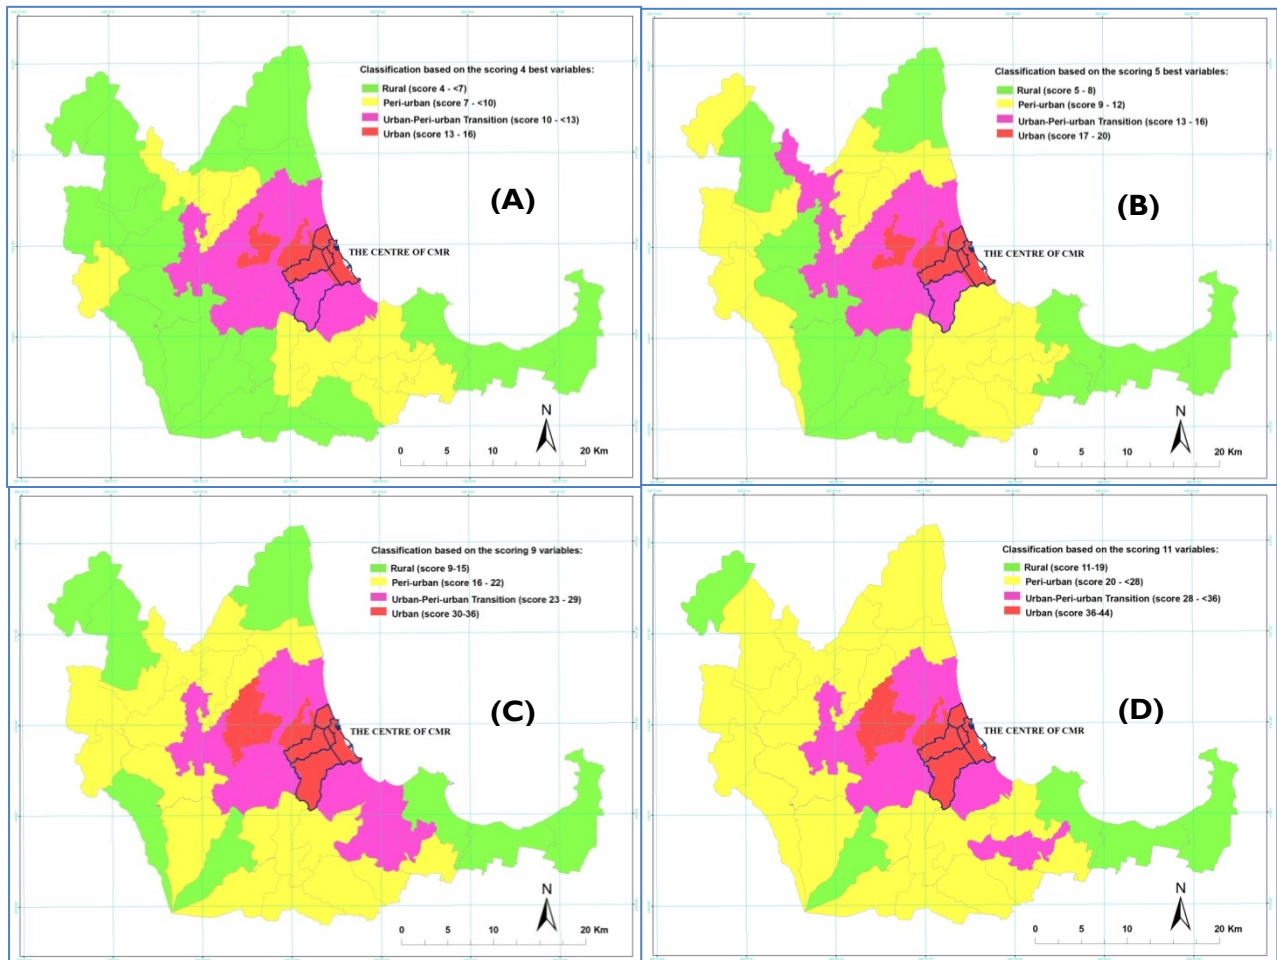 Classification based on the scoring 4 best variables:
Rural (score 4 - <7)
Peri-urban (score 7 - <10)
Urban-Peri-urban Transition (score 10 - <13)
Urban (score 13 - 16)
(A)
THE CENTRE OF CMR
N
0 5 10 20 Km
Classification based on the scoring 5 best variables:
Rural (score 5 - 8)
Peri-urban (score 9 - 12)
Urban-Peri-urban Transition (score 13 - 16)
Urban (score 17 - 20)
(B)
THE CENTRE OF CMR
N
0 5 10 20 Km
Classification based on the scoring 9 variables:
Rural (score 9-15)
Peri-urban (score 16 - 22)
Urban-Peri-urban Transition (score 23 - 29)
Urban (score 30-36)
(C)
THE CENTRE OF CMR
N
0 5 10 20 Km
Classification based on the scoring 11 variables:
Rural (score 11-19)
Peri-urban (score 20 - <28)
Urban-Peri-urban Transition (score 28 - <36)
Urban (score 36-44)
(D)
THE CENTRE OF CMR
N
0 5 10 20 Km